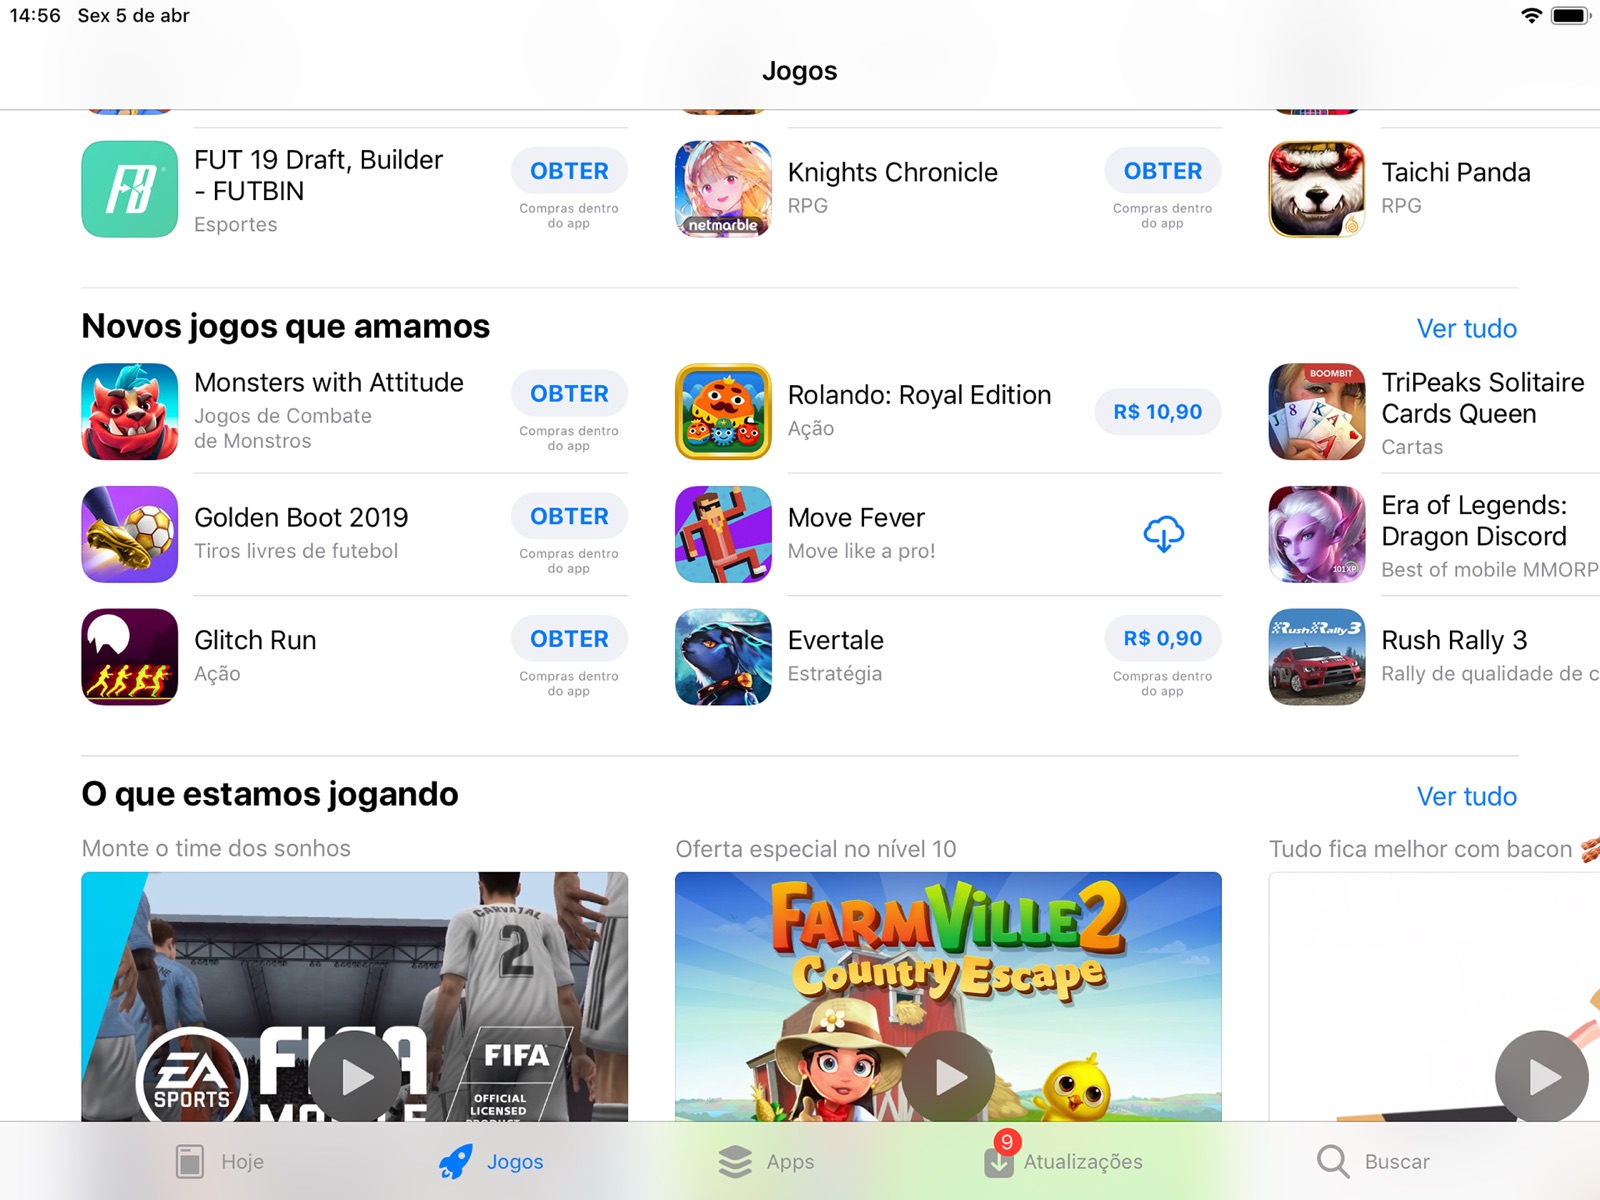 14:56 Sex 5 de abr
Jogos
FUT 19 Draft, Builder
- FUTBIN
Esportes
OBTER
Compras dentro
do app
netmarble
Knights Chronicle
RPG
OBTER
Compras dentro
do app
Taichi Panda
RPG
Novos jogos que amamos
Ver tudo
Monsters with Attitude
Jogos de Combate
de Monstros
OBTER
Compras dentro
do app
Rolando: Royal Edition
Ação
R$ 10,90
BOOMBIT
J 8 K A
TriPeaks Solitaire
Cards Queen
Cartas
Golden Boot 2019
Tiros livres de futebol
OBTER
Compras dentro
do app
Move Fever
Move like a pro!
101XP
Era of Legends:
Dragon Discord
Best of mobile MMORP
Glitch Run
Ação
OBTER
Compras dentro
do app
Evertale
Estratégia
R$ 0,90
Compras dentro
do app
Rush Rally 3
Rush Rally 3
Rally de qualidade de c
O que estamos jogando
Ver tudo
Monte o time dos sonhos
CARVAJAL
2
EA
SPORTS
FIFA
MOBILE
FIFA
OFFICIAL
LICENSED
PRODUCT
Oferta especial no nível 10
FARMVILLE 2
Country Escape
Tudo fica melhor com bacon
Hoje
Jogos
Apps
9
Atualizações
Buscar